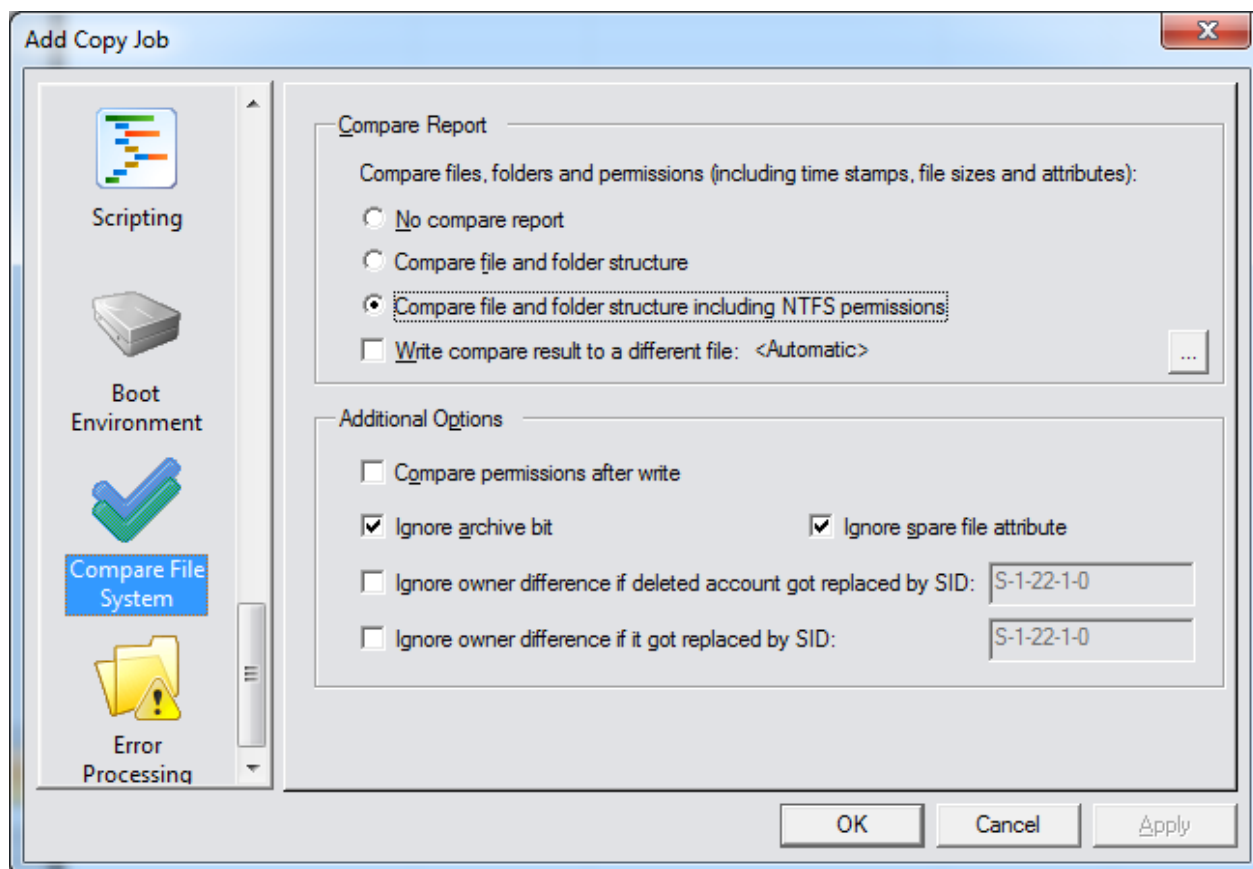 Add Copy Job
Scripting
Boot
Environment
Compare File
System
Error
Processing
Compare Report
Compare files, folders and permissions (including time stamps, file sizes and attributes):
No compare report
Compare file and folder structure
Compare file and folder structure including NTFS permissions
Write compare result to a different file: <Automatic>
...
Additional Options
Compare permissions after write
Ignore archive bit
Ignore spare file attribute
Ignore owner difference if deleted account got replaced by SID: S-1-22-1-0
Ignore owner difference if it got replaced by SID: S-1-22-1-0
OK Cancel Apply